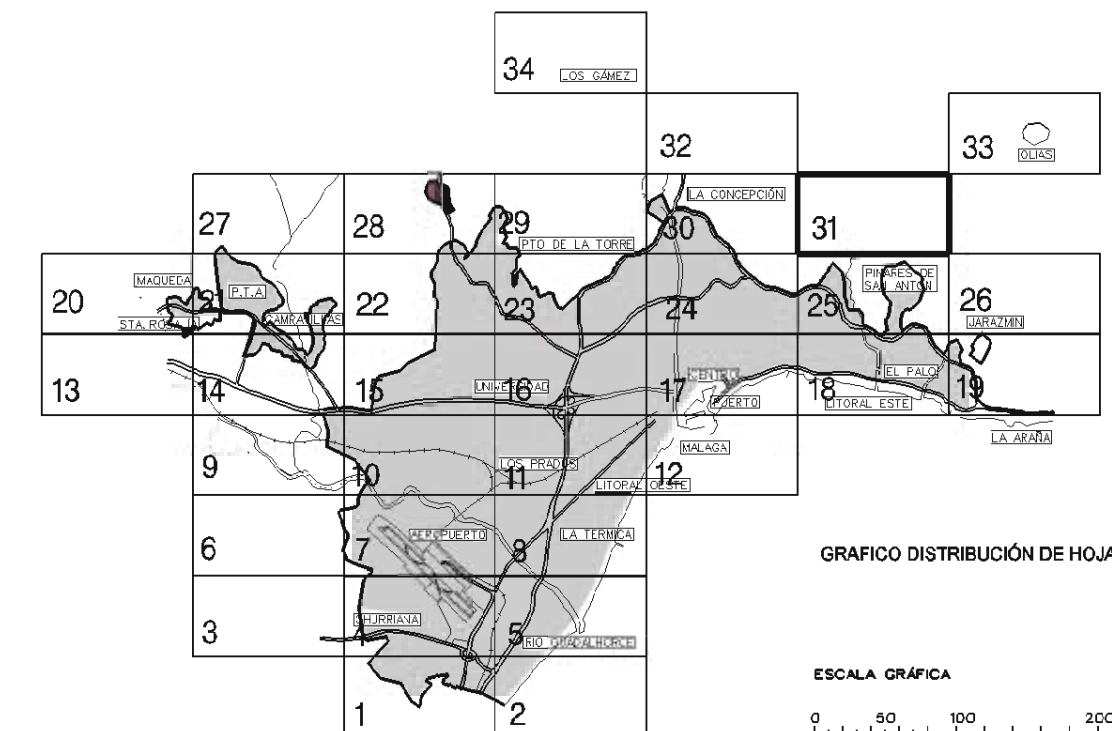 34 LOS GÁMEZ
32
33 OLIAS
LA CONCEPCIÓN
27
28
29
30
31
PTO DE LA TORRE
MAQUEDA
P.T.A.
PINARES DE
SAN ANTON
20
21
22
23
24
25
26
STA. ROSALIA
CAMPANILLAS
JARAZMIN
13
14
15
UNIVERSIDAD
16
17
CENTRO
PUERTO
18
EL PALO
LITORAL ESTE
19
LA ARAÑA
MALAGA
9
10
LOS PRADOS
11
12
LITORAL OESTE
6
7
AEROPUERTO
8
LA TERMICA
GRAFICO DISTRIBUCIÓN DE HOJA
3
CHURRIANA
5
RIO GUADALHORCE
ESCALA GRÁFICA
1
2
0 50 100 200